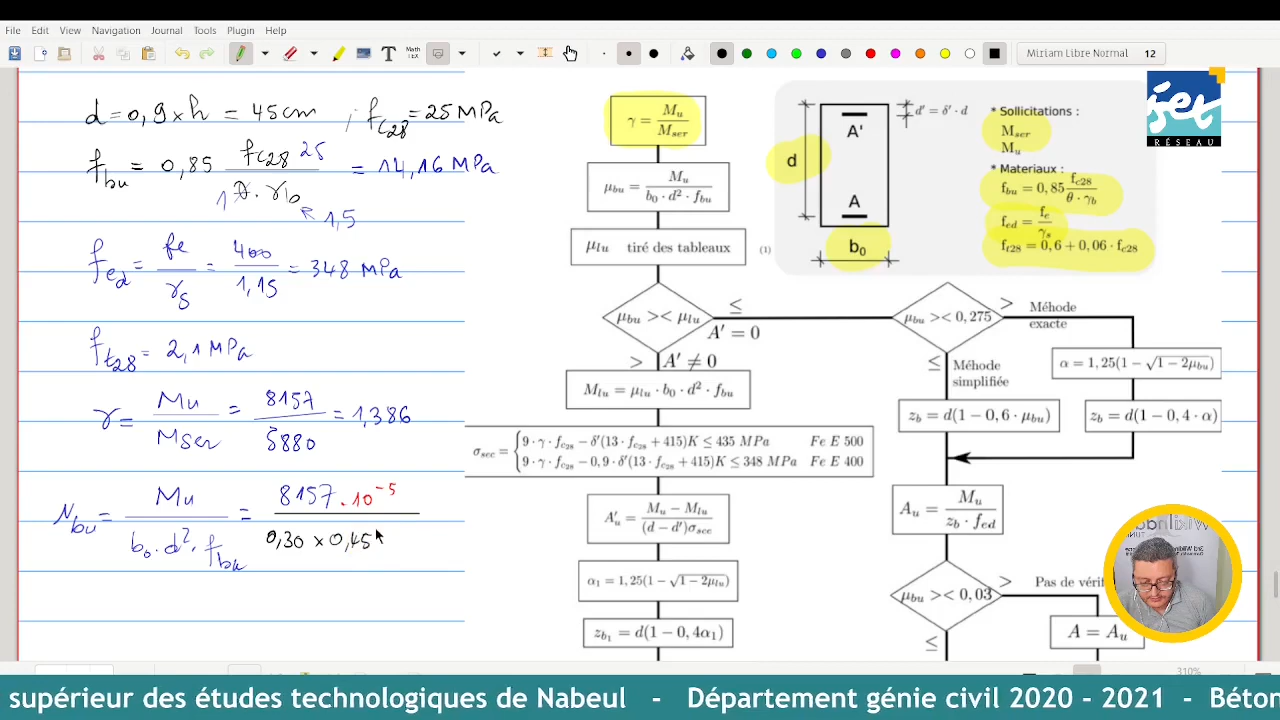 File Edit View Navigation Journal Tools Plugin Help
T Miriam Libre Normal 12
d = 0,9 x h = 45 cm ; fc28 = 25 MPa
fbu = 0,85 fc28 25 / 1 θ . γb = 14,16 MPa
1,5
fed = fe / γs = 400 / 1,15 = 348 MPa
ft28 = 2,1 MPa
γ = Mu / Mser = 8157 / 5880 = 1,386
μbu = Mu / b0 . d² . fbu = 8157 . 10⁻⁵ / 0,30 x 0,45
γ = Mu / Mser
μbu = Mu / b0 · d² · fbu
μlu tiré des tableaux (1)
μbu >< μlu
≤
A' = 0
> A' ≠ 0
Mlu = μlu · b0 · d² · fbu
σsec = { 9 · γ · fc28 − δ'(13 · fc28 + 415)K ≤ 435 MPa Fe E 500
9 · γ · fc28 − 0,9 · δ'(13 · fc28 + 415)K ≤ 348 MPa Fe E 400
A'u = Mu − Mlu / (d − d')σsec
α1 = 1,25(1 − √1 − 2μlu)
zb1 = d(1 − 0,4α1)
d
A'
A
b0
d' = δ' · d
* Sollicitations :
Mser
Mu
* Materiaux :
fbu = 0,85 fc28 / θ · γb
fed = fe / γs
ft28 = 0,6 + 0,06 · fc28
μbu >< 0,275
> Méhode
exacte
≤ Méhode
simplifiée
α = 1,25(1 − √1 − 2μbu)
zb = d(1 − 0,6 · μbu)
zb = d(1 − 0,4 · α)
Au = Mu / zb · fed
μbu >< 0,03
> Pas de vérif
≤
A = Au
iset
RÉSEAU
310%
supérieur des études technologiques de Nabeul - Département génie civil 2020 - 2021 - Béton